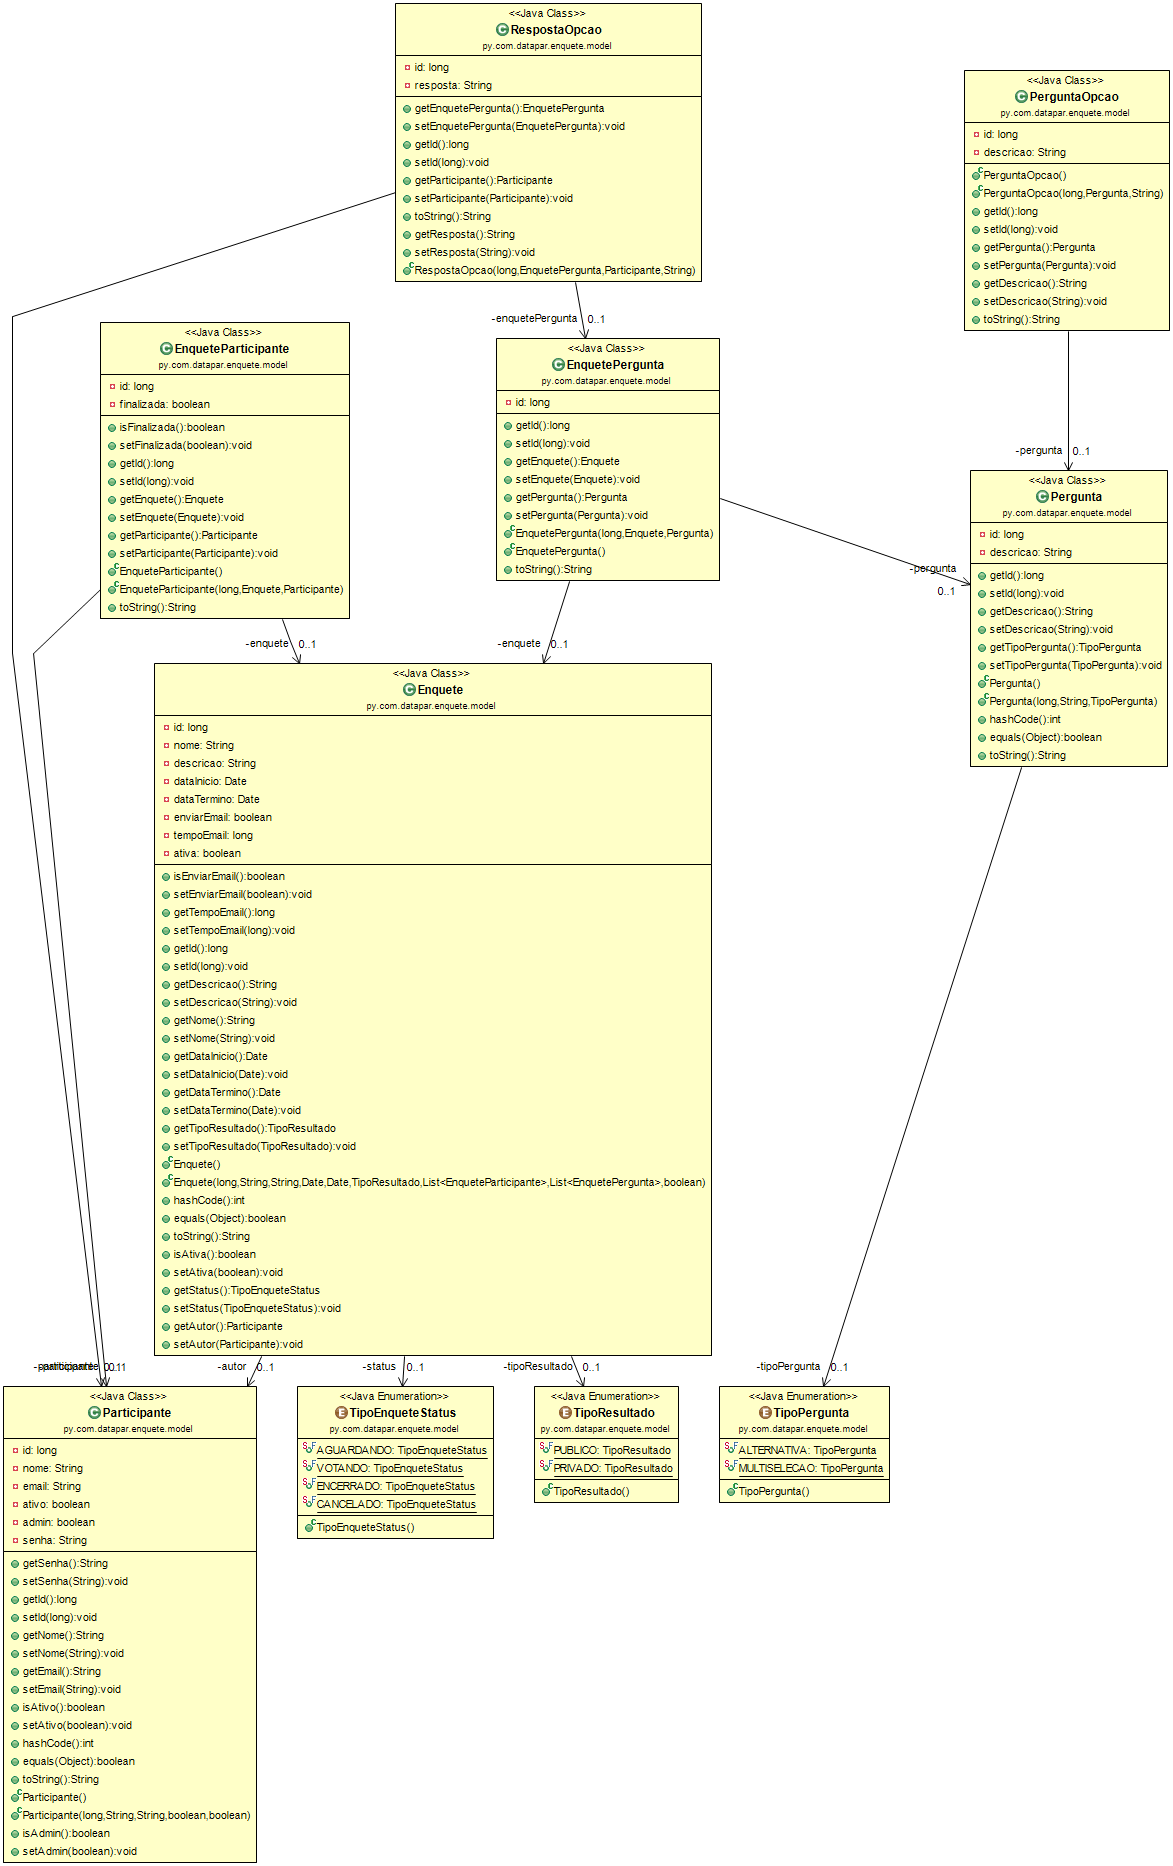 <<Java Class>>
RespostaOpcao
py.com.datapar.enquete.model
id: long
resposta: String
getEnquetePergunta():EnquetePergunta
setEnquetePergunta(EnquetePergunta):void
getId():long
setId(long):void
getParticipante():Participante
setParticipante(Participante):void
toString():String
getResposta():String
setResposta(String):void
RespostaOpcao(long,EnquetePergunta,Participante,String)
<<Java Class>>
PerguntaOpcao
py.com.datapar.enquete.model
id: long
descricao: String
PerguntaOpcao()
PerguntaOpcao(long,Pergunta,String)
getId():long
setId(long):void
getPergunta():Pergunta
setPergunta(Pergunta):void
getDescricao():String
setDescricao(String):void
toString():String
-enquetePergunta 0..1
<<Java Class>>
EnqueteParticipante
py.com.datapar.enquete.model
id: long
finalizada: boolean
isFinalizada():boolean
setFinalizada(boolean):void
getId():long
setId(long):void
getEnquete():Enquete
setEnquete(Enquete):void
getParticipante():Participante
setParticipante(Participante):void
EnqueteParticipante()
EnqueteParticipante(long,Enquete,Participante)
toString():String
<<Java Class>>
EnquetePergunta
py.com.datapar.enquete.model
id: long
getId():long
setId(long):void
getEnquete():Enquete
setEnquete(Enquete):void
getPergunta():Pergunta
setPergunta(Pergunta):void
EnquetePergunta(long,Enquete,Pergunta)
EnquetePergunta()
toString():String
-pergunta 0..1
<<Java Class>>
Pergunta
py.com.datapar.enquete.model
id: long
descricao: String
getId():long
setId(long):void
getDescricao():String
setDescricao(String):void
getTipoPergunta():TipoPergunta
setTipoPergunta(TipoPergunta):void
Pergunta()
Pergunta(long,String,TipoPergunta)
hashCode():int
equals(Object):boolean
toString():String
-pergunta
0..1
-enquete 0..1
-enquete 0..1
<<Java Class>>
Enquete
py.com.datapar.enquete.model
id: long
nome: String
descricao: String
dataInicio: Date
dataTermino: Date
enviarEmail: boolean
tempoEmail: long
ativa: boolean
isEnviarEmail():boolean
setEnviarEmail(boolean):void
getTempoEmail():long
setTempoEmail(long):void
getId():long
setId(long):void
getDescricao():String
setDescricao(String):void
getNome():String
setNome(String):void
getDataInicio():Date
setDataInicio(Date):void
getDataTermino():Date
setDataTermino(Date):void
getTipoResultado():TipoResultado
setTipoResultado(TipoResultado):void
Enquete()
Enquete(long,String,String,Date,Date,TipoResultado,List<EnqueteParticipante>,List<EnquetePergunta>,boolean)
hashCode():int
equals(Object):boolean
toString():String
isAtiva():boolean
setAtiva(boolean):void
getStatus():TipoEnqueteStatus
setStatus(TipoEnqueteStatus):void
getAutor():Participante
setAutor(Participante):void
-autor 0..1
-status 0..1
-tipoResultado 0..1
-tipoPergunta 0..1
<<Java Class>>
Participante
py.com.datapar.enquete.model
id: long
nome: String
email: String
ativo: boolean
admin: boolean
senha: String
getSenha():String
setSenha(String):void
getId():long
setId(long):void
getNome():String
setNome(String):void
getEmail():String
setEmail(String):void
isAtivo():boolean
setAtivo(boolean):void
hashCode():int
equals(Object):boolean
toString():String
Participante()
Participante(long,String,String,boolean,boolean)
isAdmin():boolean
setAdmin(boolean):void
<<Java Enumeration>>
TipoEnqueteStatus
py.com.datapar.enquete.model
AGUARDANDO: TipoEnqueteStatus
VOTANDO: TipoEnqueteStatus
ENCERRADO: TipoEnqueteStatus
CANCELADO: TipoEnqueteStatus
TipoEnqueteStatus()
<<Java Enumeration>>
TipoResultado
py.com.datapar.enquete.model
PUBLICO: TipoResultado
PRIVADO: TipoResultado
TipoResultado()
<<Java Enumeration>>
TipoPergunta
py.com.datapar.enquete.model
ALTERNATIVA: TipoPergunta
MULTISELECAO: TipoPergunta
TipoPergunta()